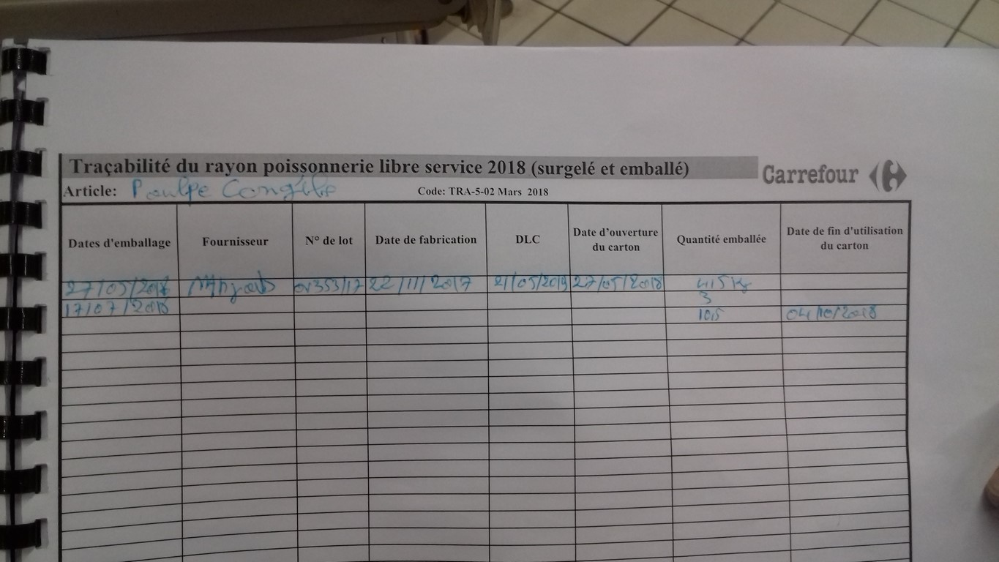 Traçabilité du rayon poissonnerie libre service 2018 (surgelé et emballé)
Carrefour
Article: Poulpe Congélé Code: TRA-5-02 Mars 2018
Dates d'emballage Fournisseur N° de lot Date de fabrication DLC Date d'ouverture du carton Quantité emballée Date de fin d'utilisation du carton
27/05/2018 353/17 22/11/2017 21/05/2019 27/05/2018 4,5 Kg
3
17/07/2018
10,5 04/10/2018